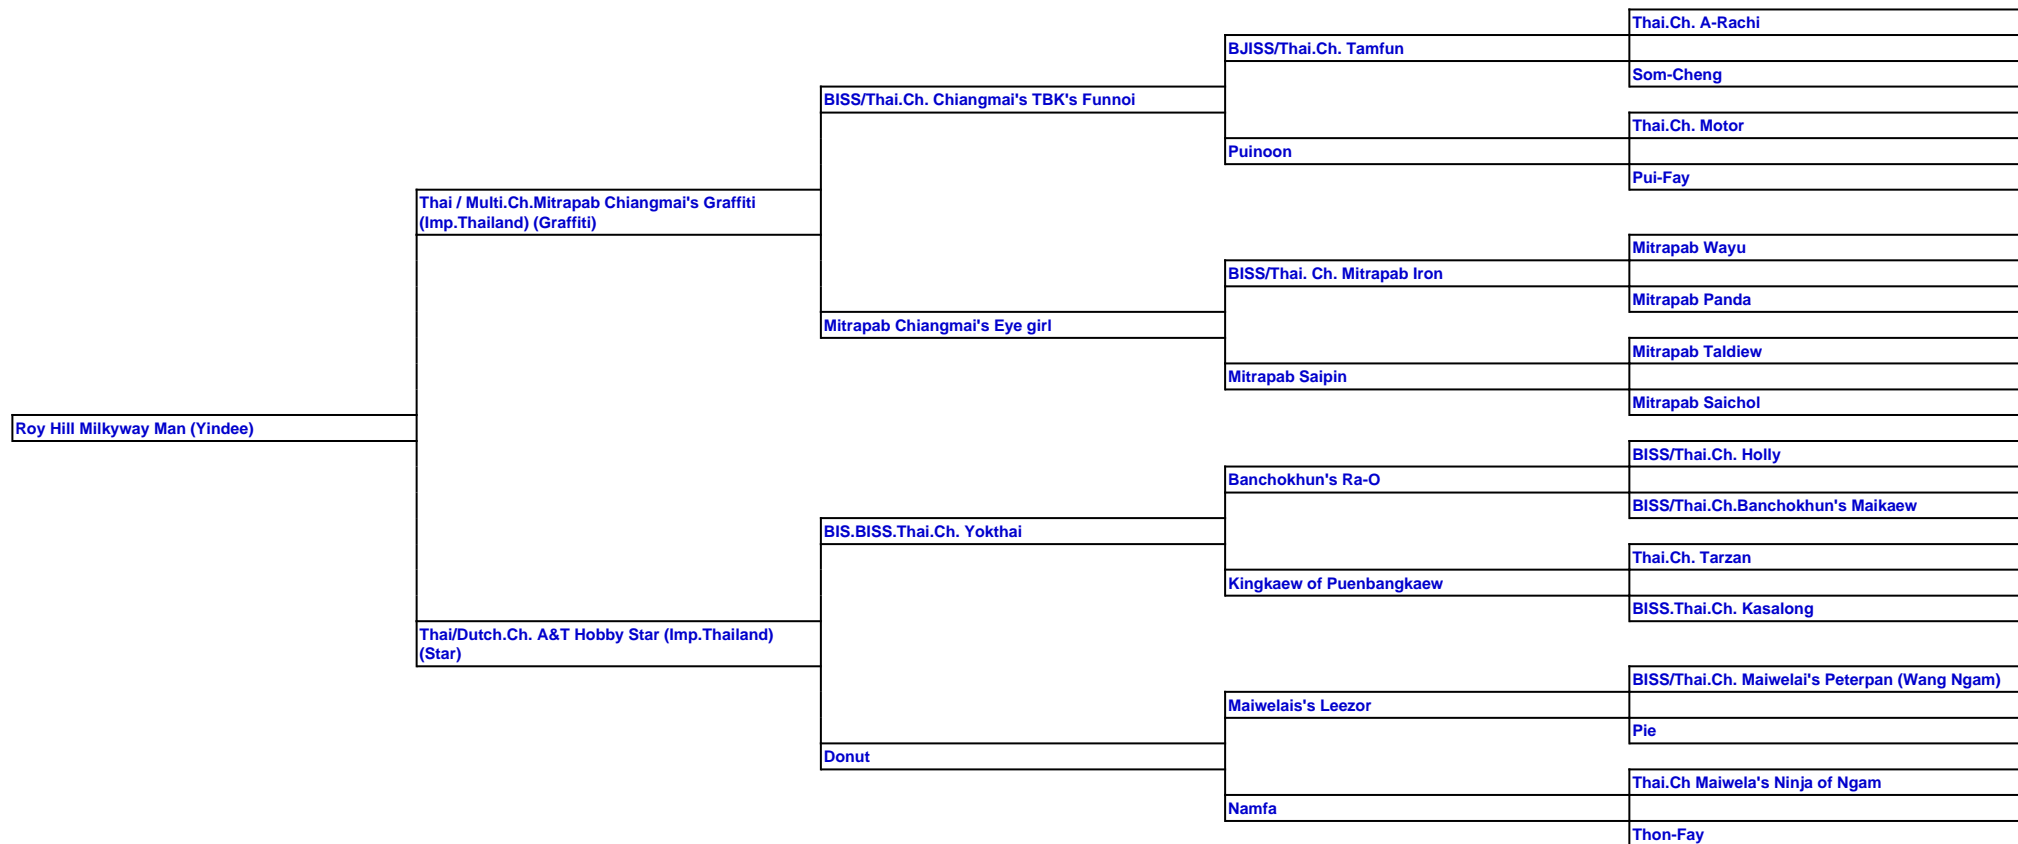 Thai.Ch. A-Rachi
BJISS/Thai.Ch. Tamfun
Som-Cheng
BISS/Thai.Ch. Chiangmai's TBK's Funnoi
Thai.Ch. Motor
Puinoon
Pui-Fay
Thai / Multi.Ch.Mitrapab Chiangmai's Graffiti
(Imp.Thailand) (Graffiti)
Mitrapab Wayu
BISS/Thai. Ch. Mitrapab Iron
Mitrapab Panda
Mitrapab Chiangmai's Eye girl
Mitrapab Taldiew
Mitrapab Saipin
Mitrapab Saichol
Roy Hill Milkyway Man (Yindee)
BISS/Thai.Ch. Holly
Banchokhun's Ra-O
BISS/Thai.Ch.Banchokhun's Maikaew
BIS.BISS.Thai.Ch. Yokthai
Thai.Ch. Tarzan
Kingkaew of Puenbangkaew
BISS.Thai.Ch. Kasalong
Thai/Dutch.Ch. A&T Hobby Star (Imp.Thailand)
(Star)
BISS/Thai.Ch. Maiwelai's Peterpan (Wang Ngam)
Maiwelais's Leezor
Pie
Donut
Thai.Ch Maiwela's Ninja of Ngam
Namfa
Thon-Fay